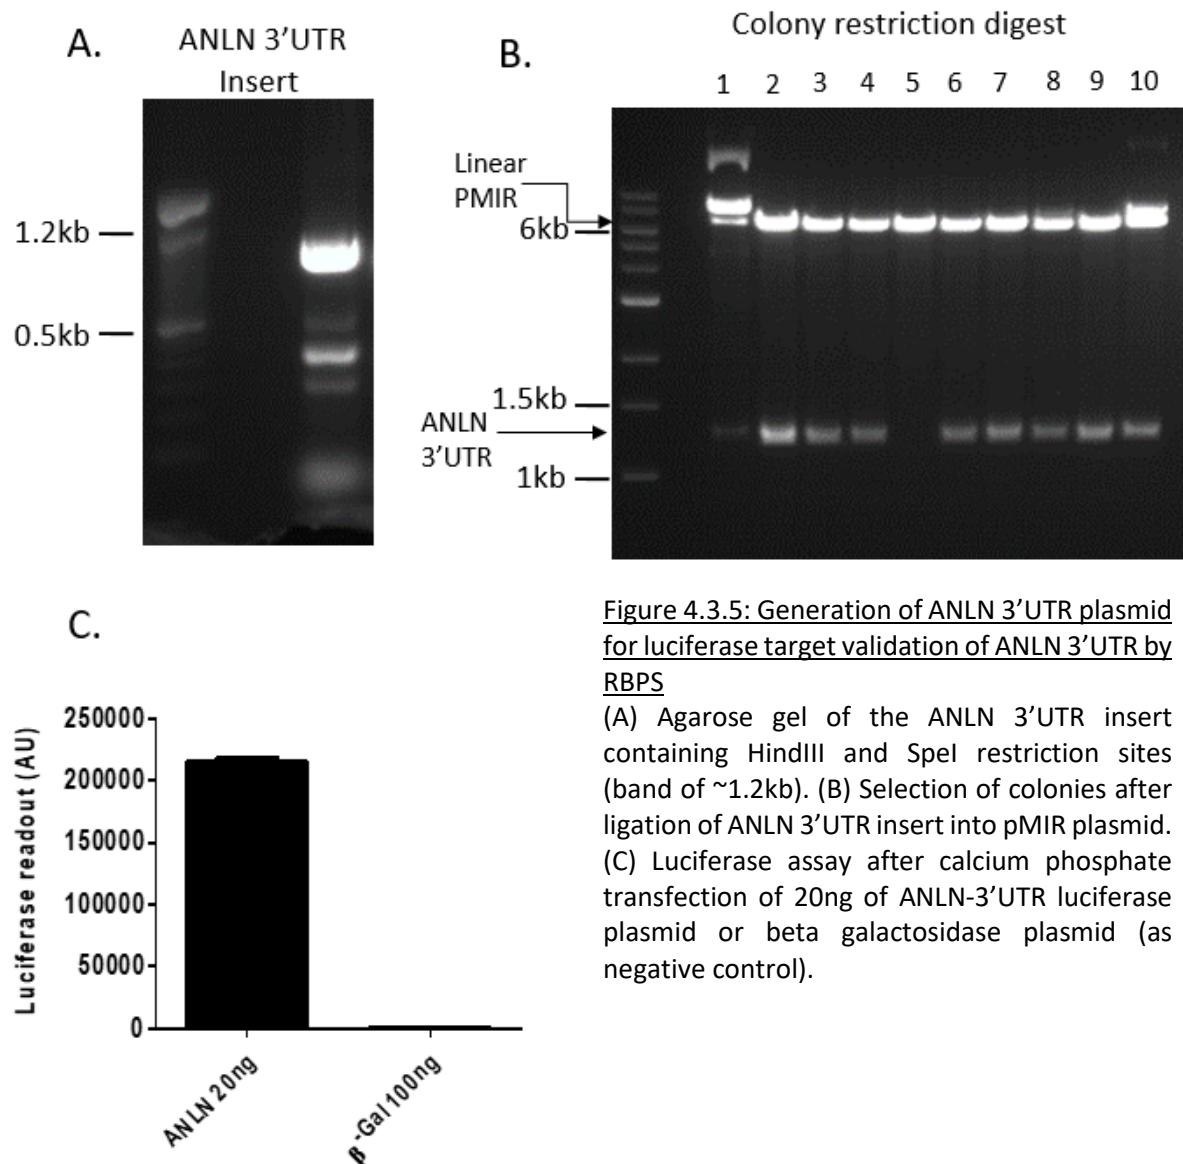 A.
ANLN 3’UTR
Insert
1.2kb
0.5kb
B.
Colony restriction digest
1 2 3 4 5 6 7 8 9 10
Linear
PMIR
6kb
1.5kb
ANLN
3’UTR
1kb
C.
Luciferase readout (AU)
250000
200000
150000
100000
50000
0
ANLN 20ng
β-Gal 100ng
Figure 4.3.5: Generation of ANLN 3’UTR plasmid
for luciferase target validation of ANLN 3’UTR by
RBPS
(A) Agarose gel of the ANLN 3’UTR insert
containing HindIII and SpeI restriction sites
(band of ~1.2kb). (B) Selection of colonies after
ligation of ANLN 3’UTR insert into pMIR plasmid.
(C) Luciferase assay after calcium phosphate
transfection of 20ng of ANLN-3’UTR luciferase
plasmid or beta galactosidase plasmid (as
negative control).